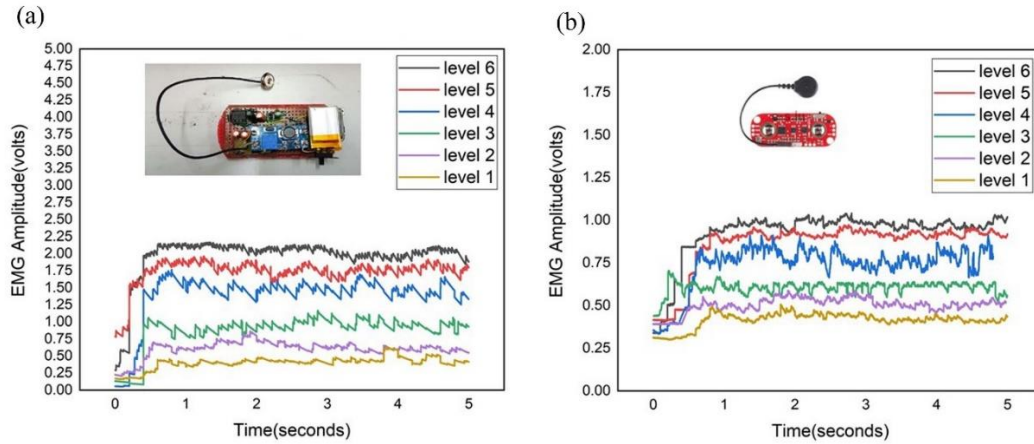 (a)
5.00
4.75
4.50
4.25
4.00
3.75
3.50
3.25
3.00
2.75
2.50
2.25
2.00
1.75
1.50
1.25
1.00
0.75
0.50
0.25
0.00
EMG Amplitude(volts)
level 6
level 5
level 4
level 3
level 2
level 1
0 1 2 3 4 5
Time(seconds)
(b)
2.00
1.75
1.50
1.25
1.00
0.75
0.50
0.25
0.00
EMG Amplitude(volts)
level 6
level 5
level 4
level 3
level 2
level 1
0 1 2 3 4 5
Time(seconds)